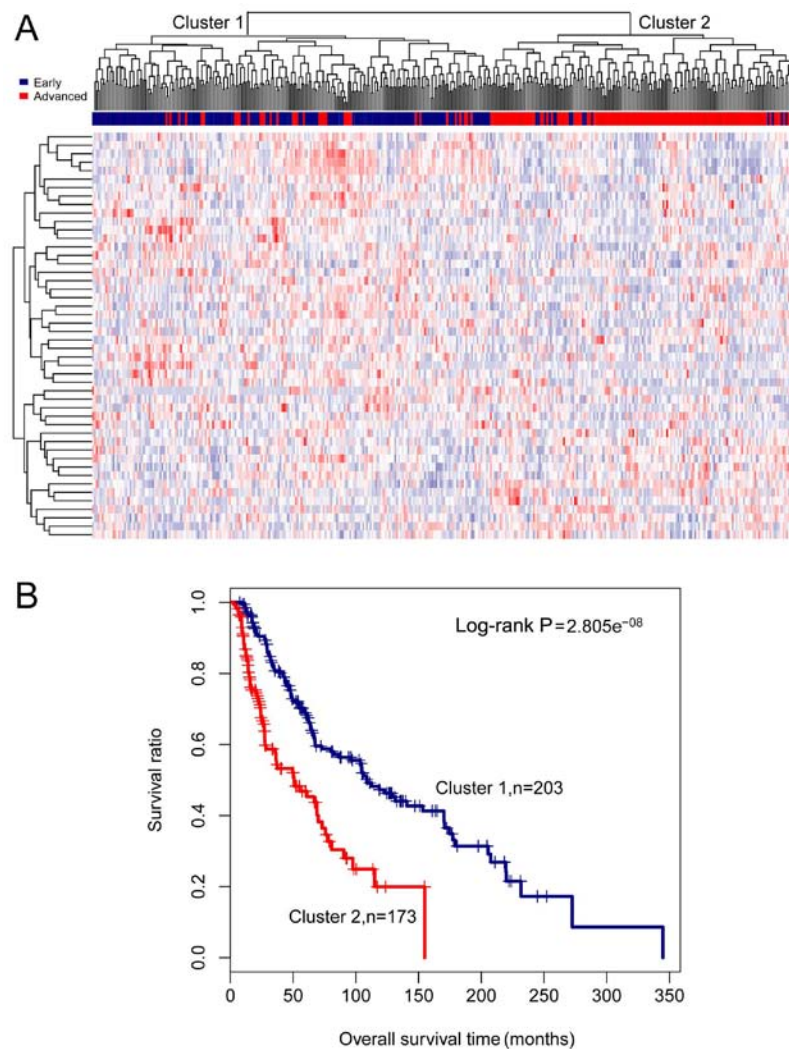 A
Cluster 1
Cluster 2
Early
Advanced
B
Log-rank P=2.805e⁻⁰⁸
Survival ratio
1.0
0.8
0.6
0.4
0.2
0.0
Cluster 1,n=203
Cluster 2,n=173
0 50 100 150 200 250 300 350
Overall survival time (months)